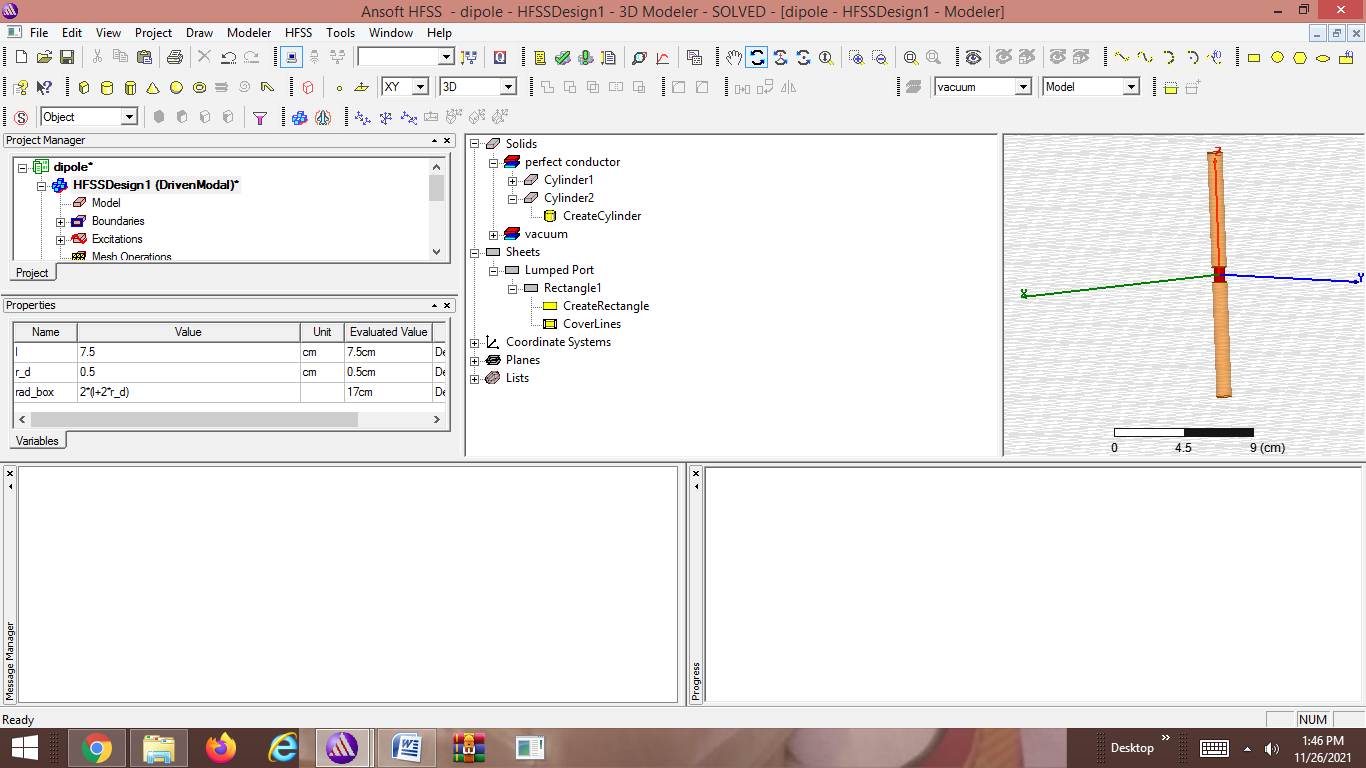 Ansoft HFSS - dipole - HFSSDesign1 - 3D Modeler - SOLVED - [dipole - HFSSDesign1 - Modeler]
File Edit View Project Draw Modeler HFSS Tools Window Help
XY 3D vacuum Model
Object
Project Manager
dipole*
HFSSDesign1 (DrivenModal)*
Model
Boundaries
Excitations
Mesh Operations
Project
Properties
Name Value Unit Evaluated Value
l 7.5 cm 7.5cm De
r_d 0.5 cm 0.5cm De
rad_box 2*(l+2*r_d) 17cm De
Variables
Solids
perfect conductor
Cylinder1
Cylinder2
CreateCylinder
vacuum
Sheets
Lumped Port
Rectangle1
CreateRectangle
CoverLines
Coordinate Systems
Planes
Lists
Z
X
Y
0 4.5 9 (cm)
Message Manager
Progress
Ready
NUM
Desktop
1:46 PM
11/26/2021